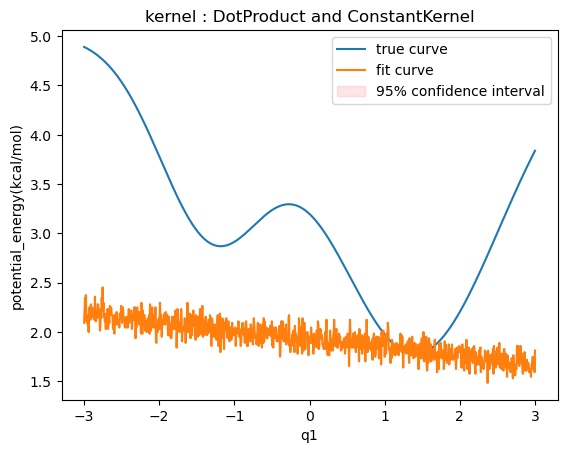 kernel : DotProduct and ConstantKernel
5.0
4.5
4.0
3.5
3.0
2.5
2.0
1.5
potential_energy(kcal/mol)
true curve
fit curve
95% confidence interval
−3 −2 −1 0 1 2 3
q1